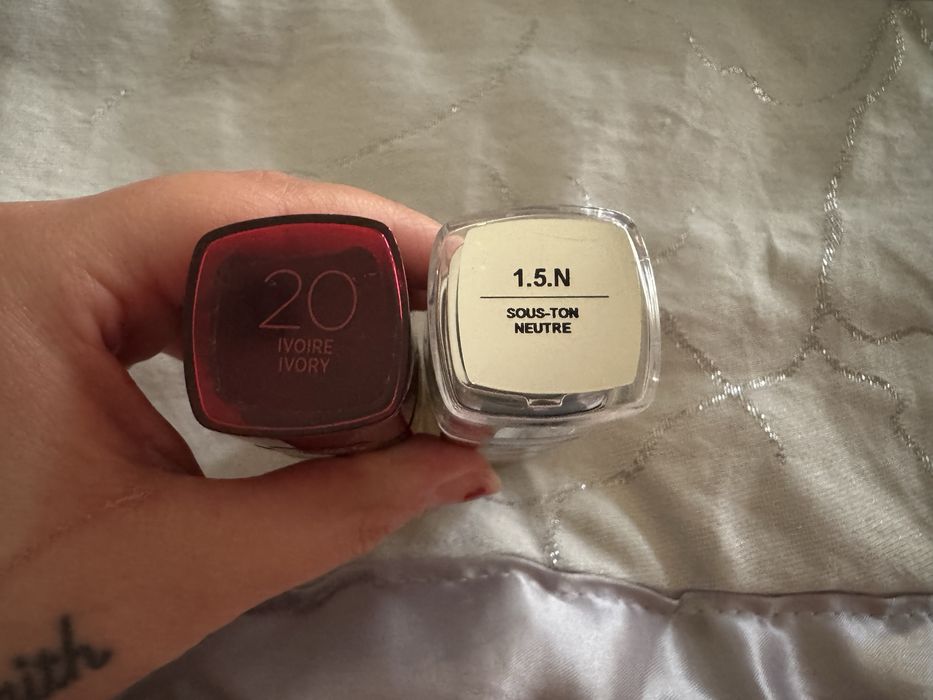 20
IVOIRE
IVORY
1.5.N
SOUS-TON
NEUTRE